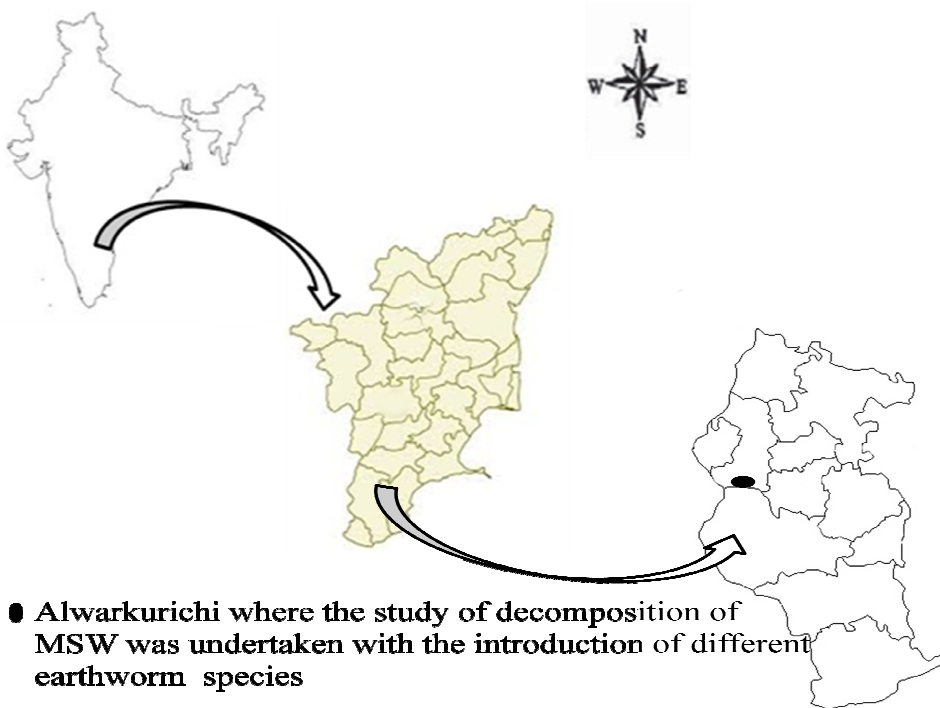 N
W E
S
Alwarkurichi where the study of decomposition of
MSW was undertaken with the introduction of different
earthworm species